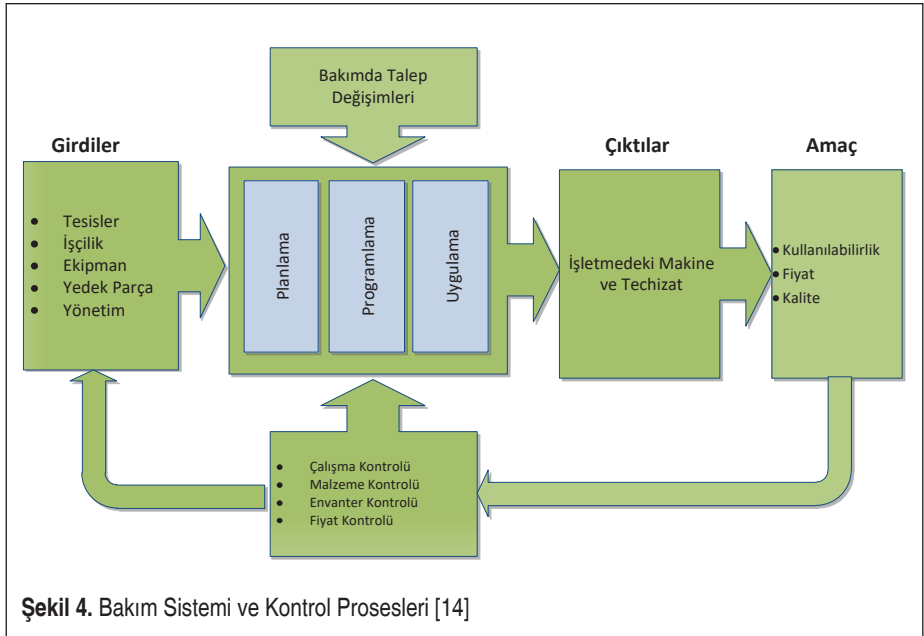 Bakımda Talep
Değişimleri
Girdiler
• Tesisler
• İşçilik
• Ekipman
• Yedek Parça
• Yönetim
Planlama
Programlama
Uygulama
Çıktılar
İşletmedeki Makine
ve Techizat
Amaç
• Kullanılabilirlik
• Fiyat
• Kalite
• Çalışma Kontrolü
• Malzeme Kontrolü
• Envanter Kontrolü
• Fiyat Kontrolü
Şekil 4. Bakım Sistemi ve Kontrol Prosesleri [14]